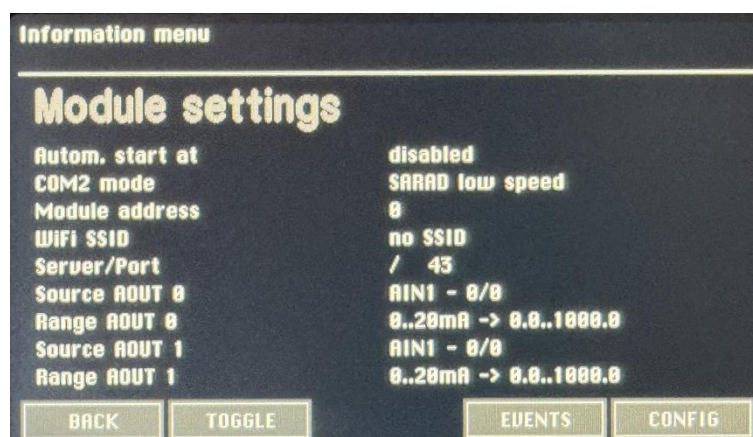 Information menu
Module settings
Autom. start at disabled
COM2 mode SARAD low speed
Module address 0
WiFi SSID no SSID
Server/Port / 43
Source AOUT 0 AIN1 - 0/0
Range AOUT 0 0..20mA -> 0.0..1000.0
Source AOUT 1 AIN1 - 0/0
Range AOUT 1 0..20mA -> 0.0..1000.0
BACK TOGGLE EVENTS CONFIG